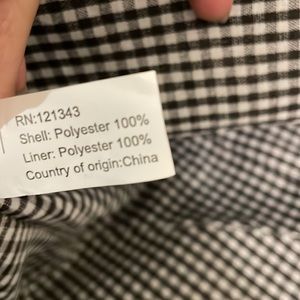 RN:121343
Shell: Polyester 100%
Liner: Polyester 100%
Country of origin:China